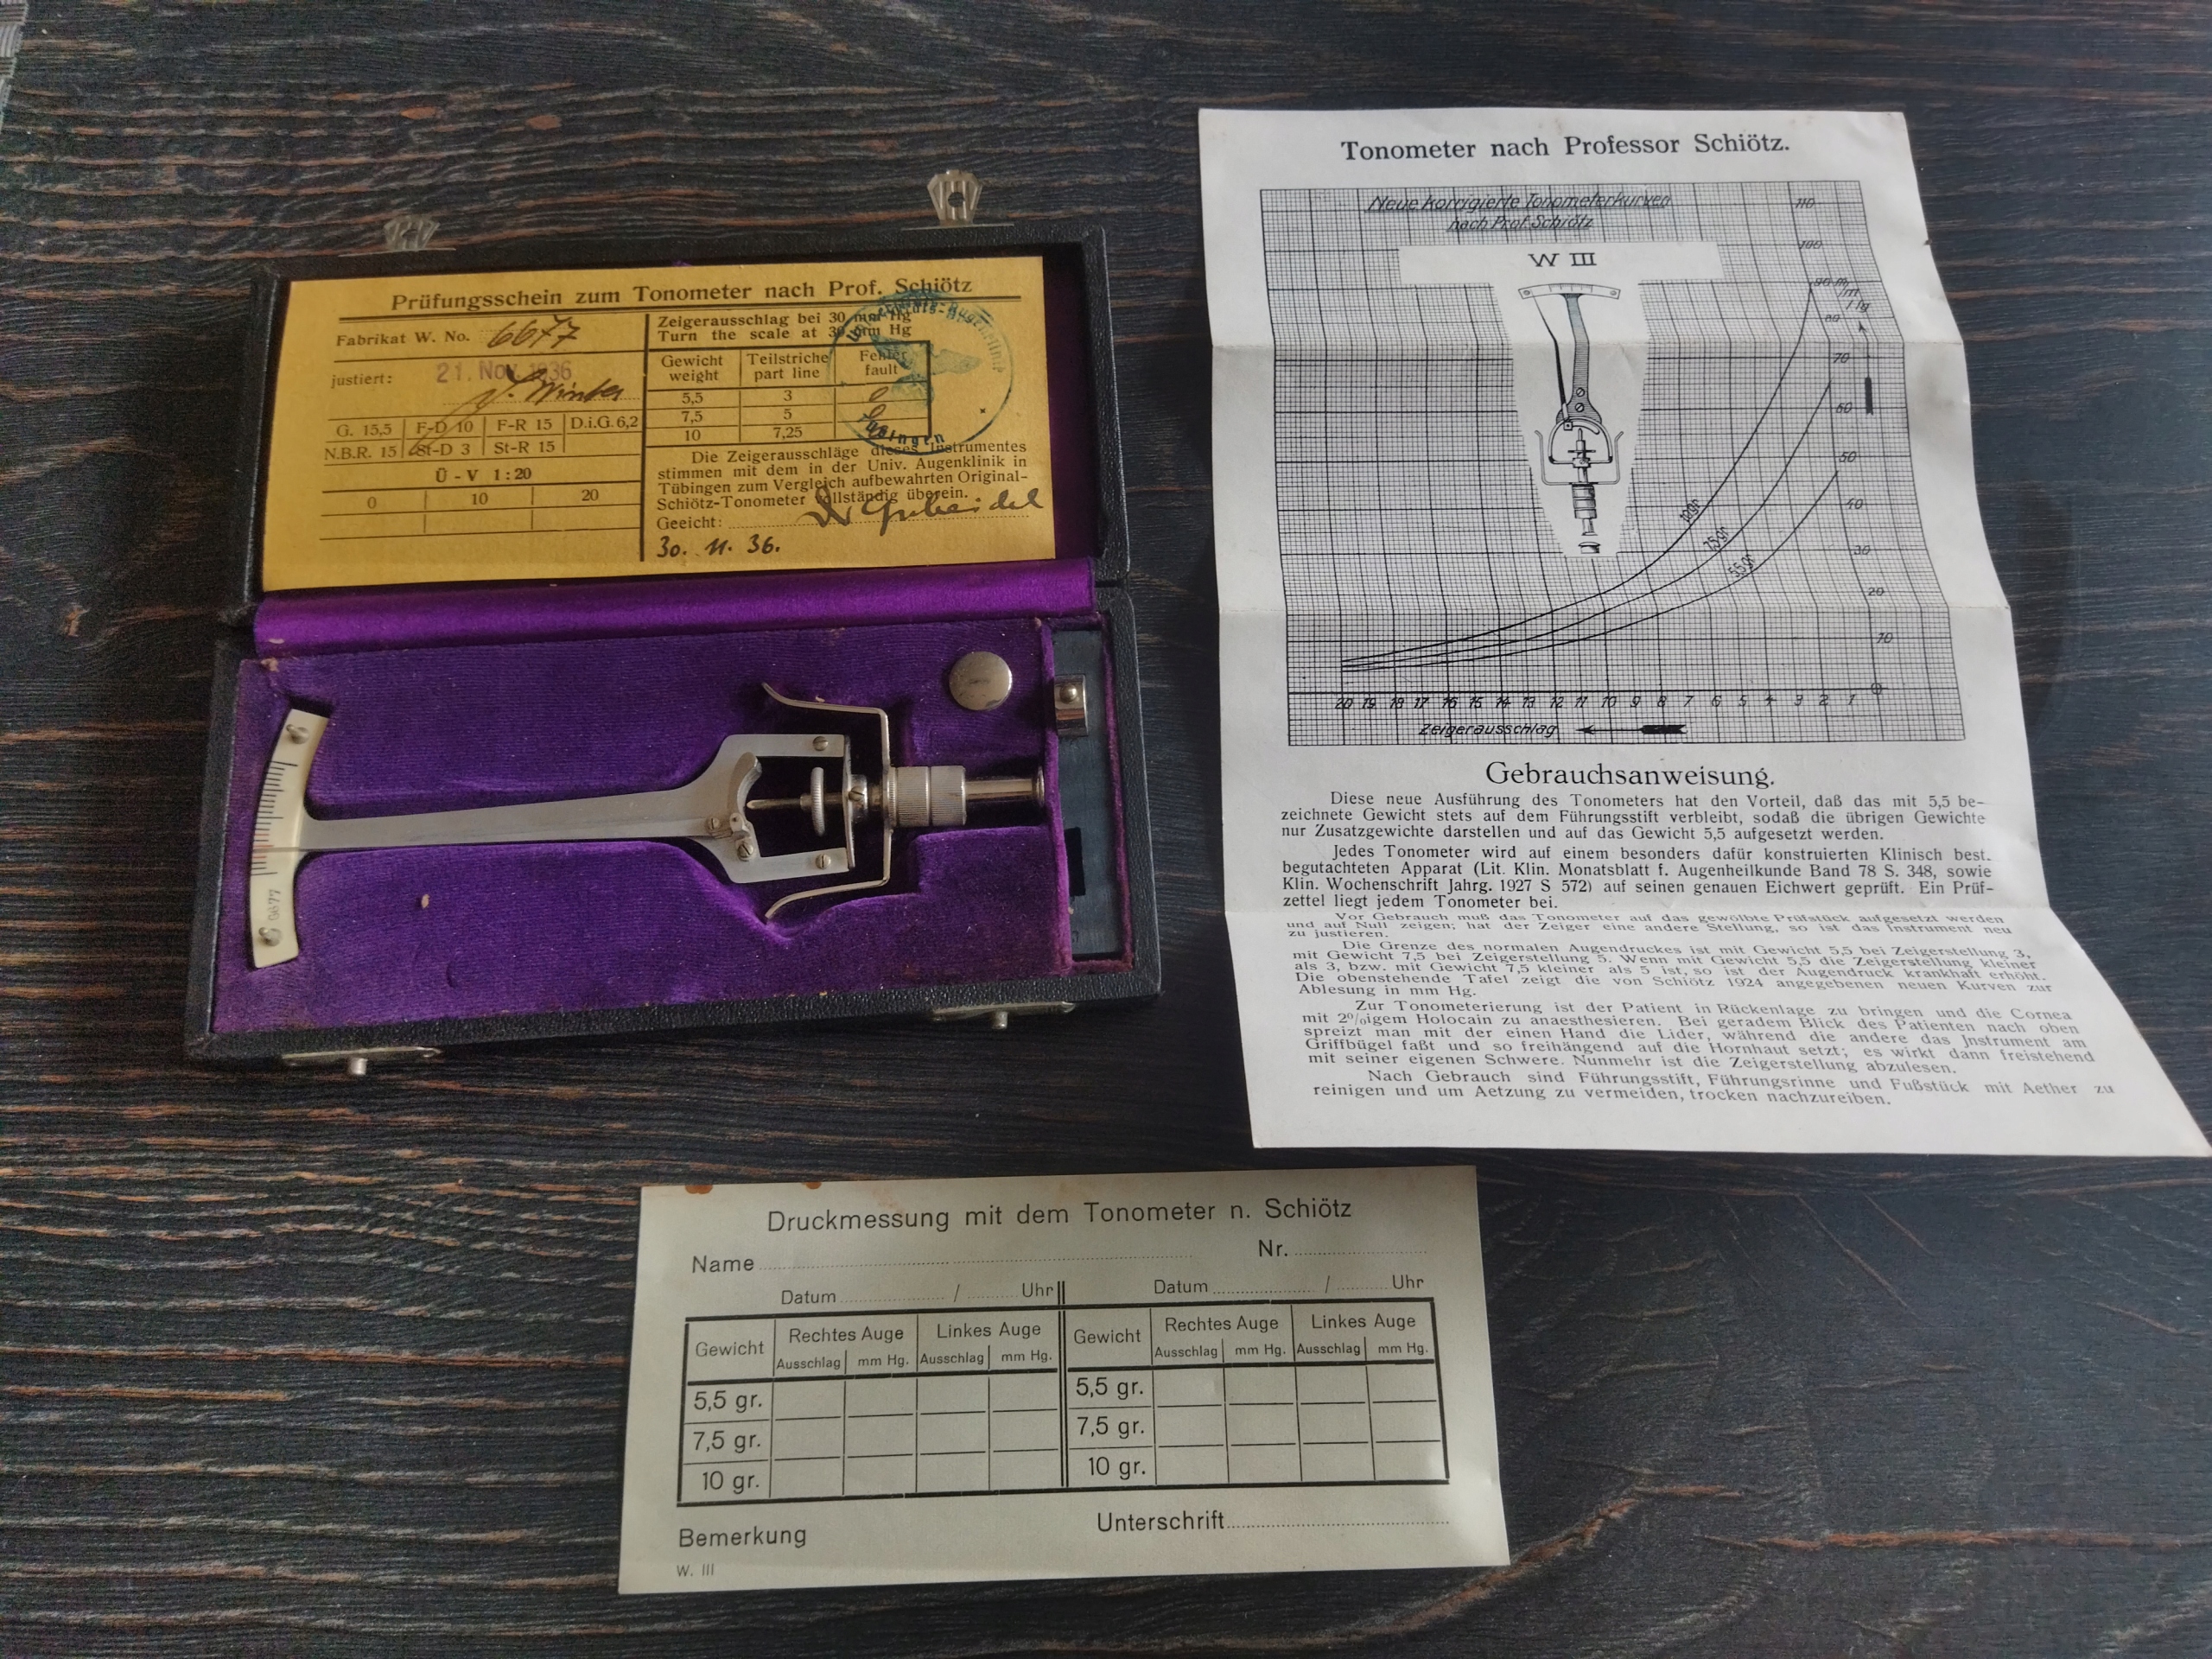 Prüfungsschein zum Tonometer nach Prof. Schiötz
Fabrikat W. No. 6677
justiert: 21. Nov. 1936
J. Winter
G. 15,5 F-D 10 F-R 15 D.i.G. 6,2
N.B.R. 15 St-D 3 St-R 15
Ü - V 1:20
0 10 20
Zeigerausschlag bei 30 mm Hg
Turn the scale at 30 mm Hg
Gewicht Teilstriche Fehler
weight part line fault
5,5 3 0
7,5 5 0
10 7,25
Tübingen
Die Zeigerausschläge dieses Instrumentes
stimmen mit dem in der Univ. Augenklinik in
Tübingen zum Vergleich aufbewahrten Original-
Schiötz-Tonometer vollständig überein.
Geeicht: Dr
30. 11. 36.
6677
Tonometer nach Professor Schiötz.
Neue korrigierte Tonometerkurven
nach Prof. Schiötz
W III
110
100
90 m/m Hg
80
70
60
50
40
30
20
10
10gr
7,5 gr
5,5 gr
20 19 18 17 16 15 14 13 12 11 10 9 8 7 6 5 4 3 2 1 0
Zeigerausschlag
Gebrauchsanweisung.
Diese neue Ausführung des Tonometers hat den Vorteil, daß das mit 5,5 be-
zeichnete Gewicht stets auf dem Führungsstift verbleibt, sodaß die übrigen Gewichte
nur Zusatzgewichte darstellen und auf das Gewicht 5,5 aufgesetzt werden.
Jedes Tonometer wird auf einem besonders dafür konstruierten Klinisch best.
begutachteten Apparat (Lit. Klin. Monatsblatt f. Augenheilkunde Band 78 S. 348, sowie
Klin. Wochenschrift Jahrg. 1927 S 572) auf seinen genauen Eichwert geprüft. Ein Prüf-
zettel liegt jedem Tonometer bei.
Vor Gebrauch muß das Tonometer auf das gewölbte Prüfstück aufgesetzt werden
und auf Null zeigen; hat der Zeiger eine andere Stellung, so ist das Instrument neu
zu justieren.
Die Grenze des normalen Augendruckes ist mit Gewicht 5,5 bei Zeigerstellung 3,
mit Gewicht 7,5 bei Zeigerstellung 5. Wenn mit Gewicht 5,5 die Zeigerstellung kleiner
als 3, bzw. mit Gewicht 7,5 kleiner als 5 ist, so ist der Augendruck krankhaft erhöht.
Die obenstehende Tafel zeigt die von Schiötz 1924 angegebenen neuen Kurven zur
Ablesung in mm Hg.
Zur Tonometerierung ist der Patient in Rückenlage zu bringen und die Cornea
mit 2%igem Holocain zu anaesthesieren. Bei geradem Blick des Patienten nach oben
spreizt man mit der einen Hand die Lider, während die andere das Jnstrument am
Griffbügel faßt und so freihängend auf die Hornhaut setzt; es wirkt dann freistehend
mit seiner eigenen Schwere. Nunmehr ist die Zeigerstellung abzulesen.
Nach Gebrauch sind Führungsstift, Führungsrinne und Fußstück mit Aether zu
reinigen und um Aetzung zu vermeiden, trocken nachzureiben.
Druckmessung mit dem Tonometer n. Schiötz
Name Nr.
Datum / Uhr Datum / Uhr
Gewicht Rechtes Auge Linkes Auge Gewicht Rechtes Auge Linkes Auge
Ausschlag mm Hg. Ausschlag mm Hg. Ausschlag mm Hg. Ausschlag mm Hg.
5,5 gr. 5,5 gr.
7,5 gr. 7,5 gr.
10 gr. 10 gr.
Bemerkung Unterschrift
W. III